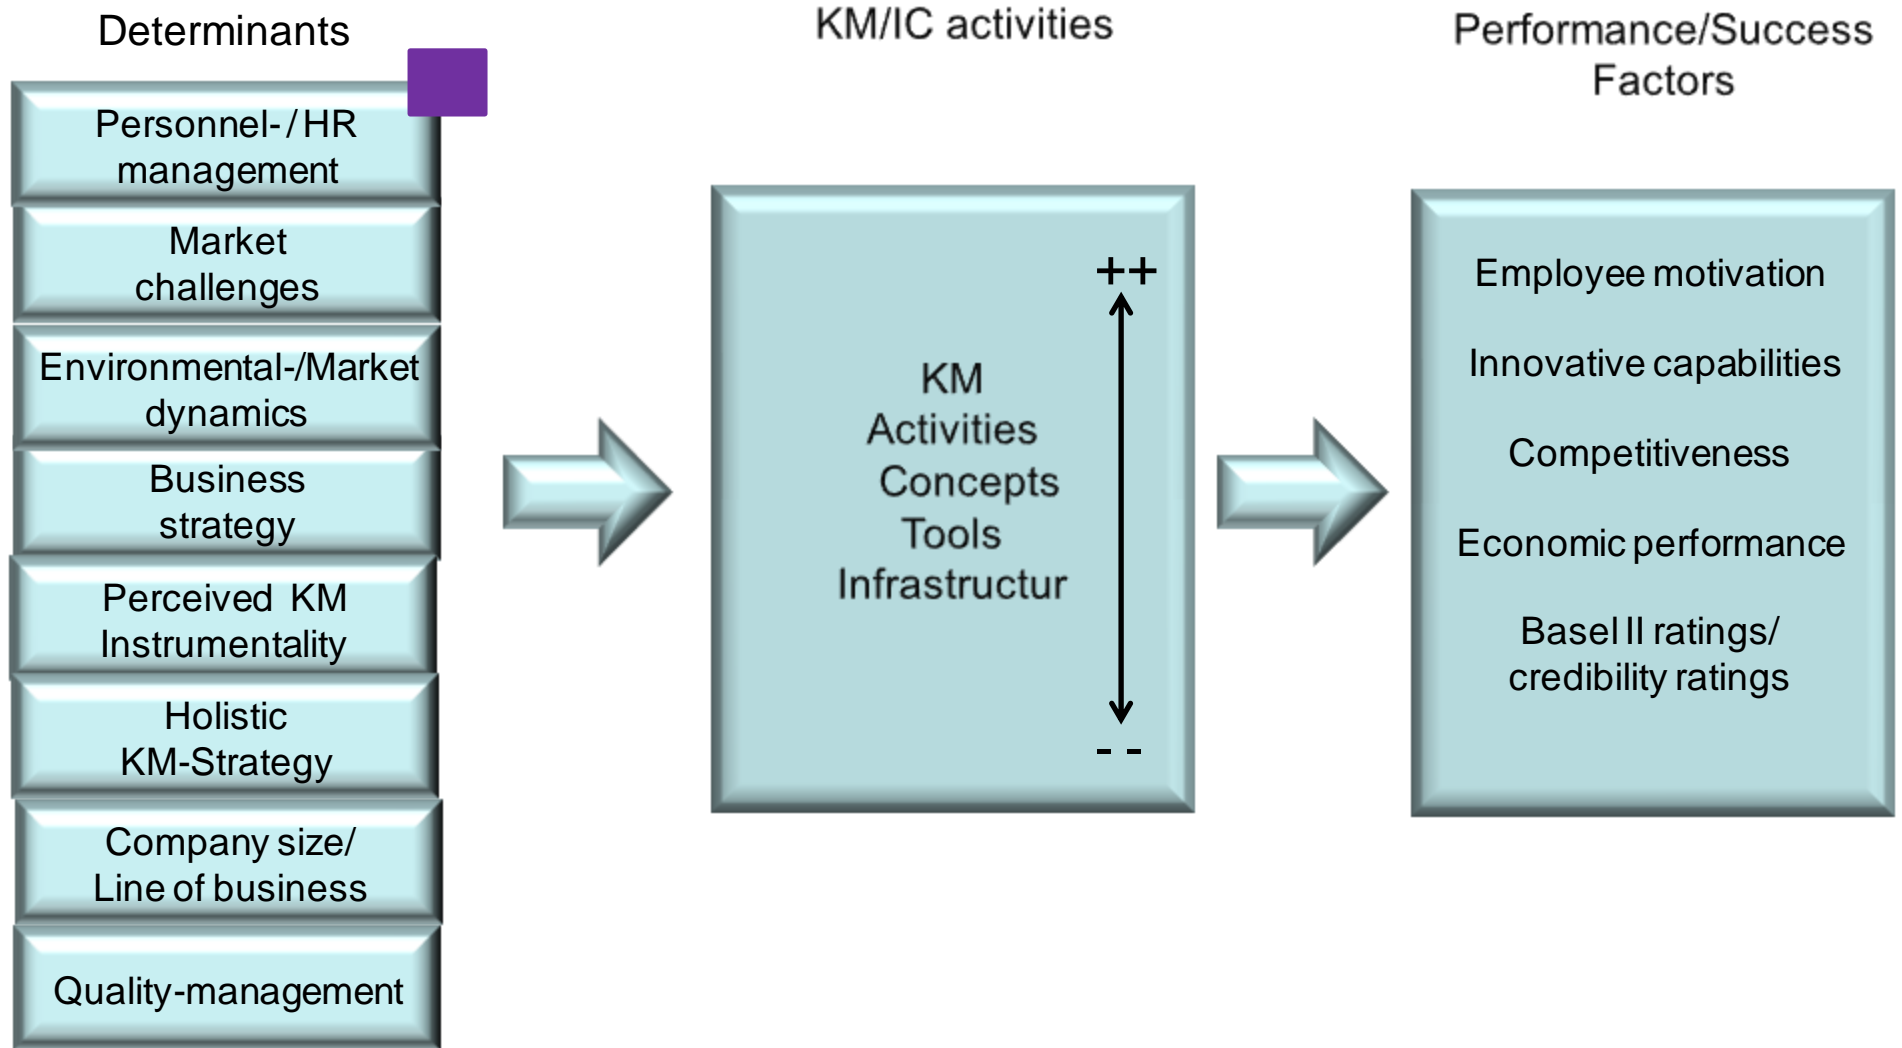 Determinants
Personnel- / HR
management
Market
challenges
Environmental-/Market
dynamics
Business
strategy
Perceived KM
Instrumentality
Holistic
KM-Strategy
Company size/
Line of business
Quality-management
KM/IC activities
++
KM
Activities
Concepts
Tools
Infrastructur
- -
Performance/Success
Factors
Employee motivation
Innovative capabilities
Competitiveness
Economic performance
Basel II ratings/
credibility ratings